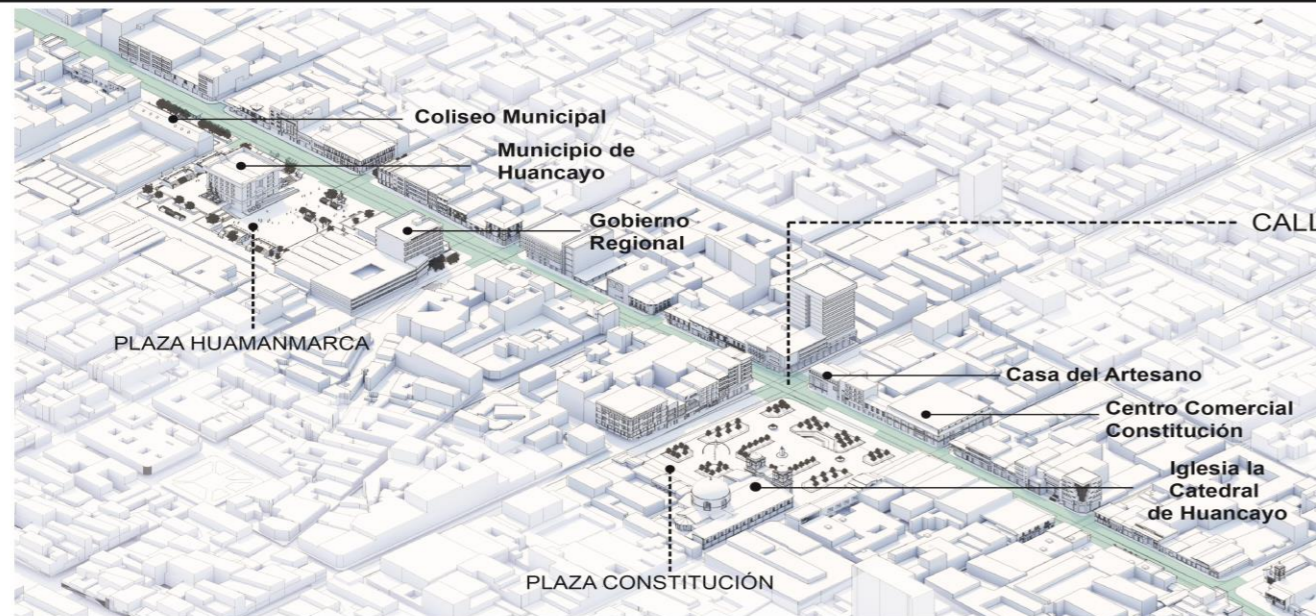 Coliseo Municipal
Municipio de
Huancayo
Gobierno
Regional
CALL
PLAZA HUAMANMARCA
Casa del Artesano
Centro Comercial
Constitución
Iglesia la
Catedral
de Huancayo
PLAZA CONSTITUCIÓN